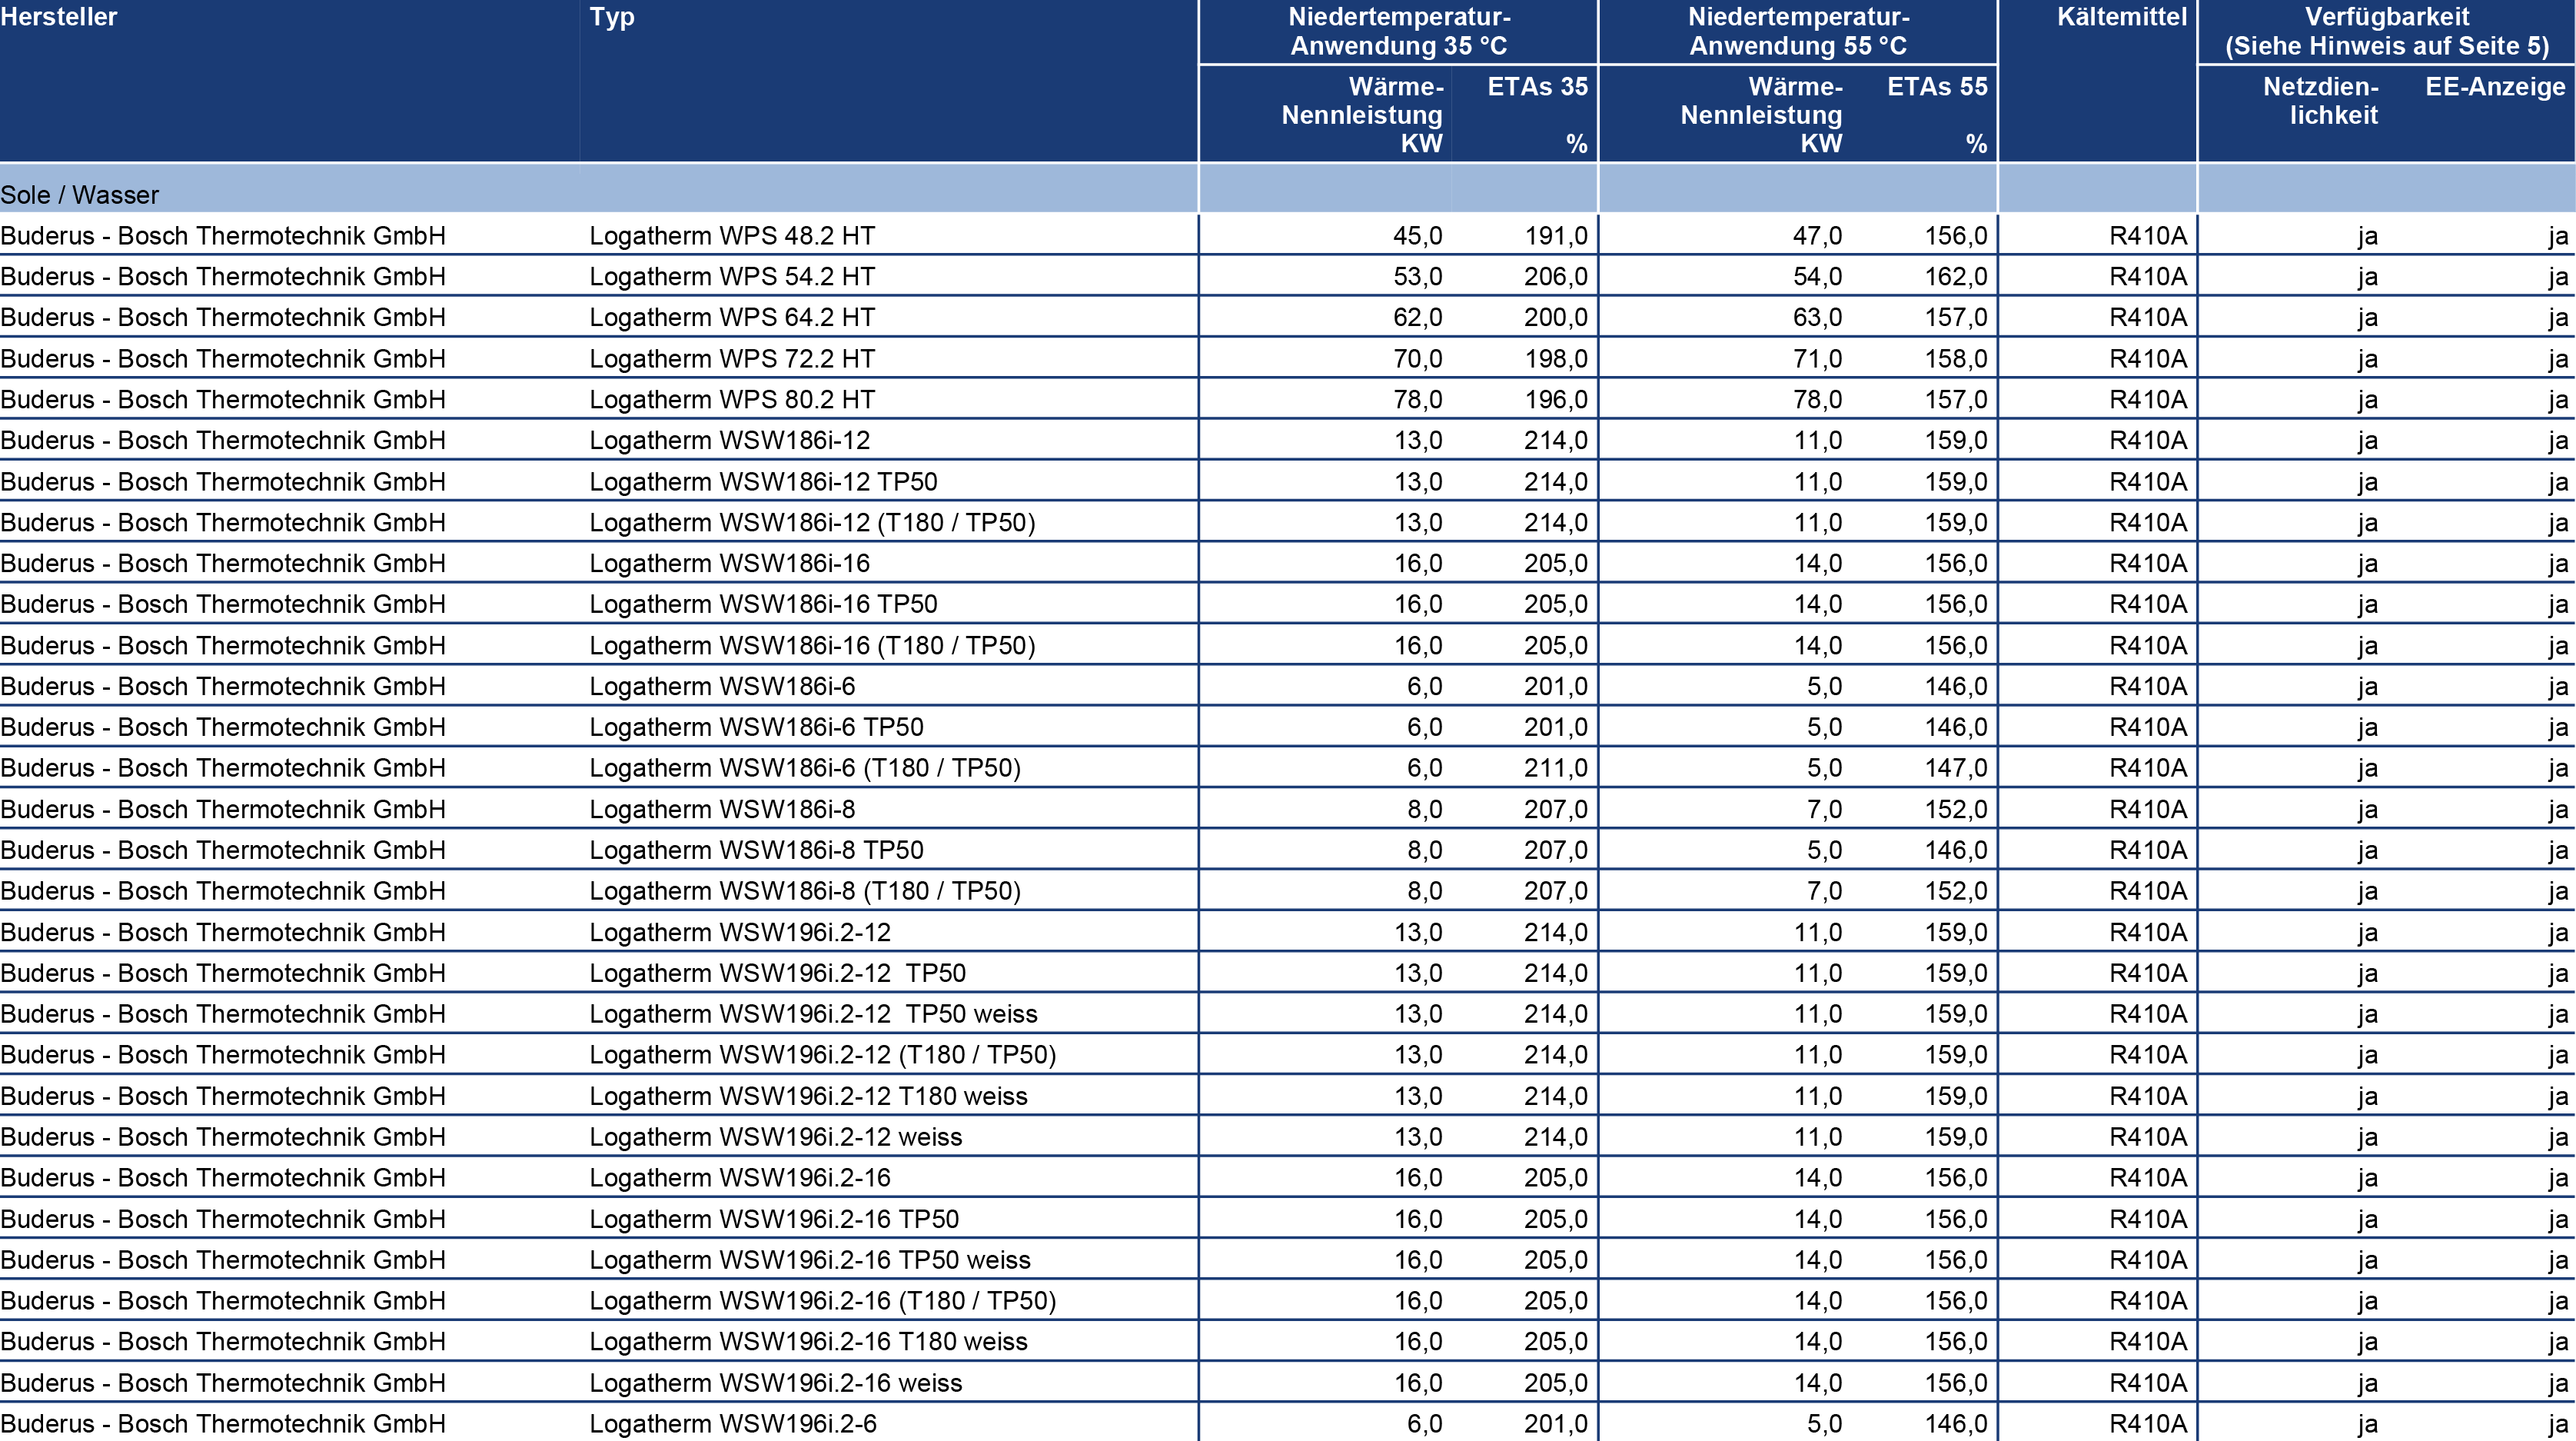 Hersteller Typ Niedertemperatur- Niedertemperatur- Kältemittel Verfügbarkeit
Anwendung 35 °C Anwendung 55 °C (Siehe Hinweis auf Seite 5)
Wärme- ETAs 35 Wärme- ETAs 55 Netzdien- EE-Anzeige
Nennleistung Nennleistung lichkeit
KW % KW %
Sole / Wasser
Buderus - Bosch Thermotechnik GmbH Logatherm WPS 48.2 HT 45,0 191,0 47,0 156,0 R410A ja ja
Buderus - Bosch Thermotechnik GmbH Logatherm WPS 54.2 HT 53,0 206,0 54,0 162,0 R410A ja ja
Buderus - Bosch Thermotechnik GmbH Logatherm WPS 64.2 HT 62,0 200,0 63,0 157,0 R410A ja ja
Buderus - Bosch Thermotechnik GmbH Logatherm WPS 72.2 HT 70,0 198,0 71,0 158,0 R410A ja ja
Buderus - Bosch Thermotechnik GmbH Logatherm WPS 80.2 HT 78,0 196,0 78,0 157,0 R410A ja ja
Buderus - Bosch Thermotechnik GmbH Logatherm WSW186i-12 13,0 214,0 11,0 159,0 R410A ja ja
Buderus - Bosch Thermotechnik GmbH Logatherm WSW186i-12 TP50 13,0 214,0 11,0 159,0 R410A ja ja
Buderus - Bosch Thermotechnik GmbH Logatherm WSW186i-12 (T180 / TP50) 13,0 214,0 11,0 159,0 R410A ja ja
Buderus - Bosch Thermotechnik GmbH Logatherm WSW186i-16 16,0 205,0 14,0 156,0 R410A ja ja
Buderus - Bosch Thermotechnik GmbH Logatherm WSW186i-16 TP50 16,0 205,0 14,0 156,0 R410A ja ja
Buderus - Bosch Thermotechnik GmbH Logatherm WSW186i-16 (T180 / TP50) 16,0 205,0 14,0 156,0 R410A ja ja
Buderus - Bosch Thermotechnik GmbH Logatherm WSW186i-6 6,0 201,0 5,0 146,0 R410A ja ja
Buderus - Bosch Thermotechnik GmbH Logatherm WSW186i-6 TP50 6,0 201,0 5,0 146,0 R410A ja ja
Buderus - Bosch Thermotechnik GmbH Logatherm WSW186i-6 (T180 / TP50) 6,0 211,0 5,0 147,0 R410A ja ja
Buderus - Bosch Thermotechnik GmbH Logatherm WSW186i-8 8,0 207,0 7,0 152,0 R410A ja ja
Buderus - Bosch Thermotechnik GmbH Logatherm WSW186i-8 TP50 8,0 207,0 5,0 146,0 R410A ja ja
Buderus - Bosch Thermotechnik GmbH Logatherm WSW186i-8 (T180 / TP50) 8,0 207,0 7,0 152,0 R410A ja ja
Buderus - Bosch Thermotechnik GmbH Logatherm WSW196i.2-12 13,0 214,0 11,0 159,0 R410A ja ja
Buderus - Bosch Thermotechnik GmbH Logatherm WSW196i.2-12  TP50 13,0 214,0 11,0 159,0 R410A ja ja
Buderus - Bosch Thermotechnik GmbH Logatherm WSW196i.2-12  TP50 weiss 13,0 214,0 11,0 159,0 R410A ja ja
Buderus - Bosch Thermotechnik GmbH Logatherm WSW196i.2-12 (T180 / TP50) 13,0 214,0 11,0 159,0 R410A ja ja
Buderus - Bosch Thermotechnik GmbH Logatherm WSW196i.2-12 T180 weiss 13,0 214,0 11,0 159,0 R410A ja ja
Buderus - Bosch Thermotechnik GmbH Logatherm WSW196i.2-12 weiss 13,0 214,0 11,0 159,0 R410A ja ja
Buderus - Bosch Thermotechnik GmbH Logatherm WSW196i.2-16 16,0 205,0 14,0 156,0 R410A ja ja
Buderus - Bosch Thermotechnik GmbH Logatherm WSW196i.2-16 TP50 16,0 205,0 14,0 156,0 R410A ja ja
Buderus - Bosch Thermotechnik GmbH Logatherm WSW196i.2-16 TP50 weiss 16,0 205,0 14,0 156,0 R410A ja ja
Buderus - Bosch Thermotechnik GmbH Logatherm WSW196i.2-16 (T180 / TP50) 16,0 205,0 14,0 156,0 R410A ja ja
Buderus - Bosch Thermotechnik GmbH Logatherm WSW196i.2-16 T180 weiss 16,0 205,0 14,0 156,0 R410A ja ja
Buderus - Bosch Thermotechnik GmbH Logatherm WSW196i.2-16 weiss 16,0 205,0 14,0 156,0 R410A ja ja
Buderus - Bosch Thermotechnik GmbH Logatherm WSW196i.2-6 6,0 201,0 5,0 146,0 R410A ja ja